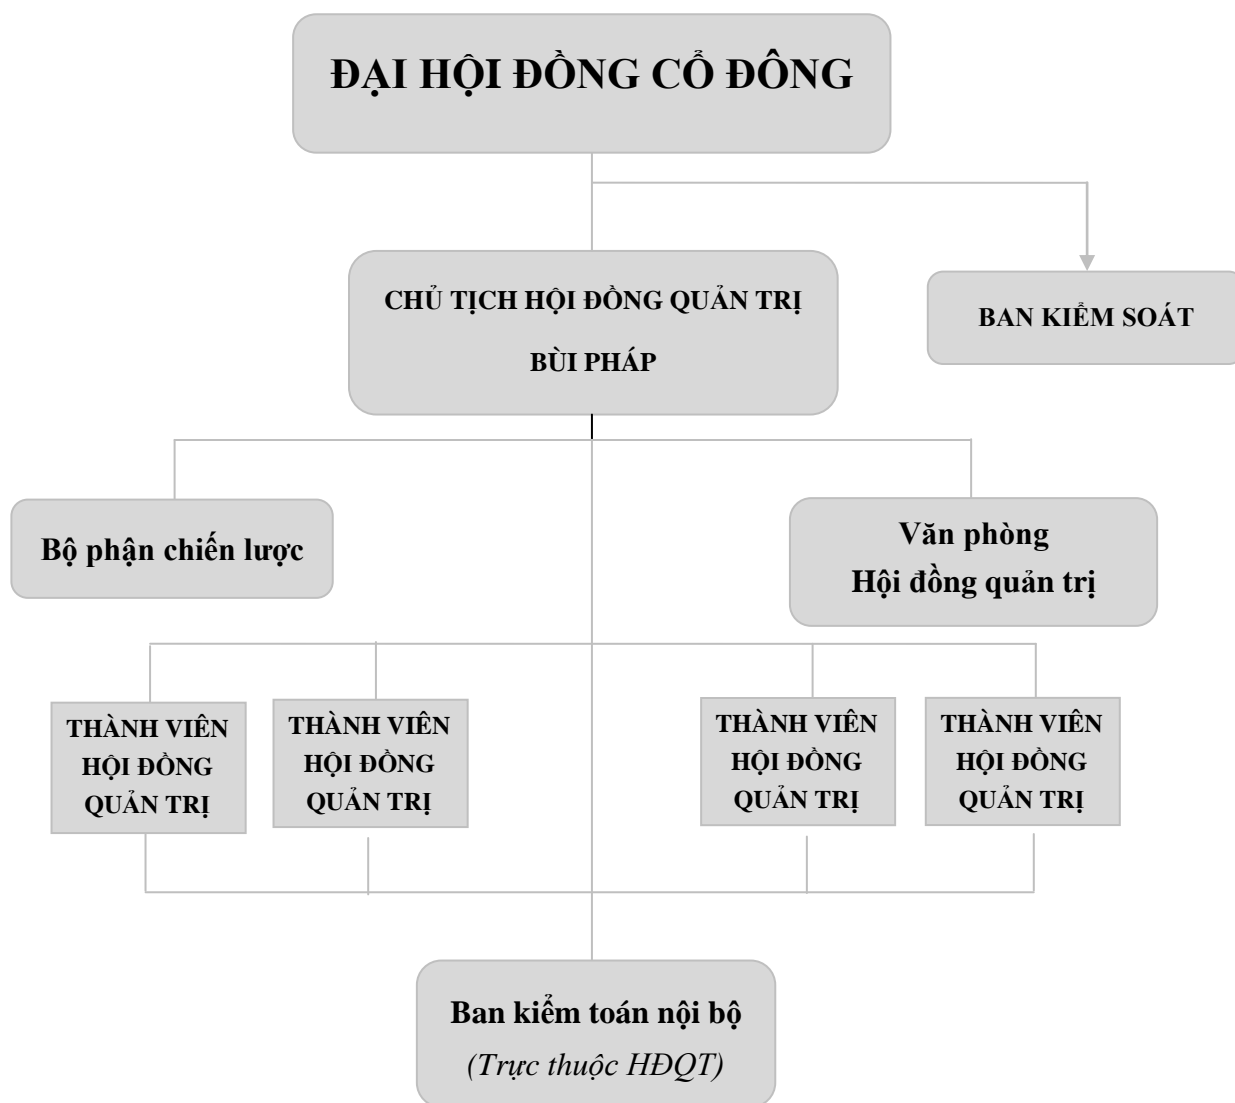 ĐẠI HỘI ĐỒNG CỔ ĐÔNG
CHỦ TỊCH HỘI ĐỒNG QUẢN TRỊ
BÙI PHÁP
BAN KIỂM SOÁT
Bộ phận chiến lược
Văn phòng
Hội đồng quản trị
THÀNH VIÊN
HỘI ĐỒNG
QUẢN TRỊ
THÀNH VIÊN
HỘI ĐỒNG
QUẢN TRỊ
THÀNH VIÊN
HỘI ĐỒNG
QUẢN TRỊ
THÀNH VIÊN
HỘI ĐỒNG
QUẢN TRỊ
Ban kiểm toán nội bộ
(Trực thuộc HĐQT)